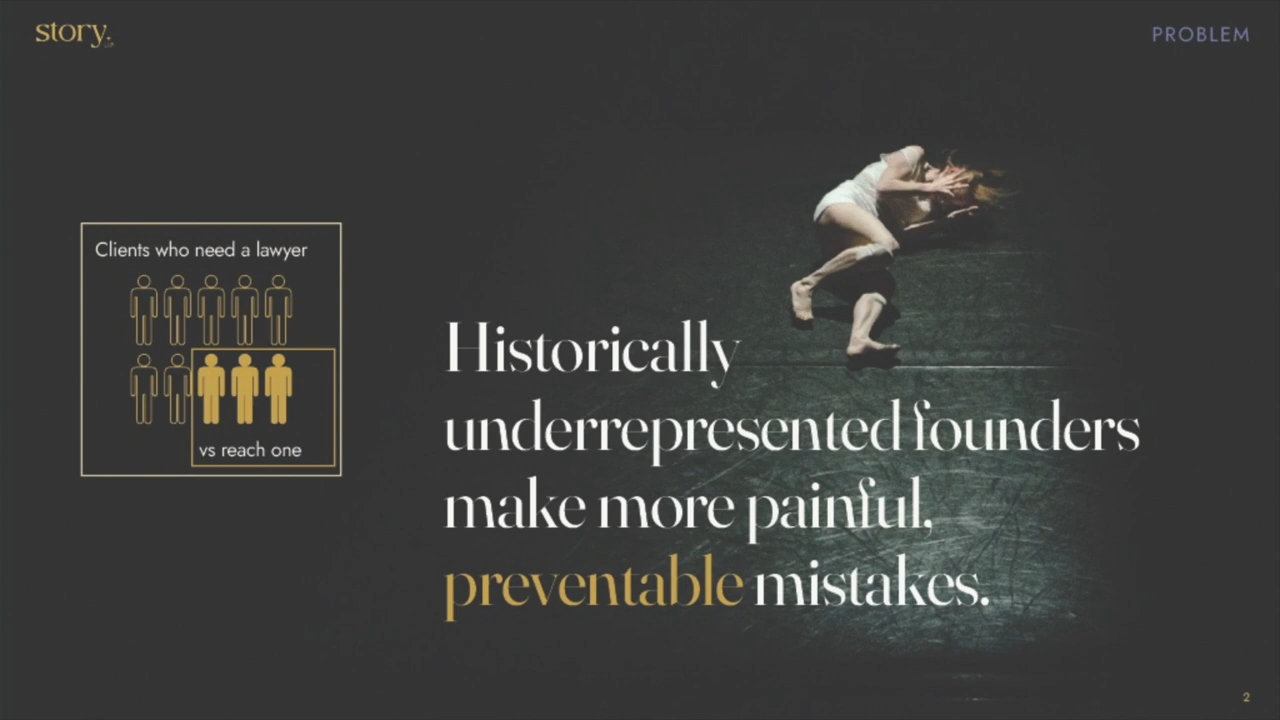 story.
PROBLEM
Clients who need a lawyer
vs reach one
Historically
underrepresented founders
make more painful,
preventable mistakes.
2